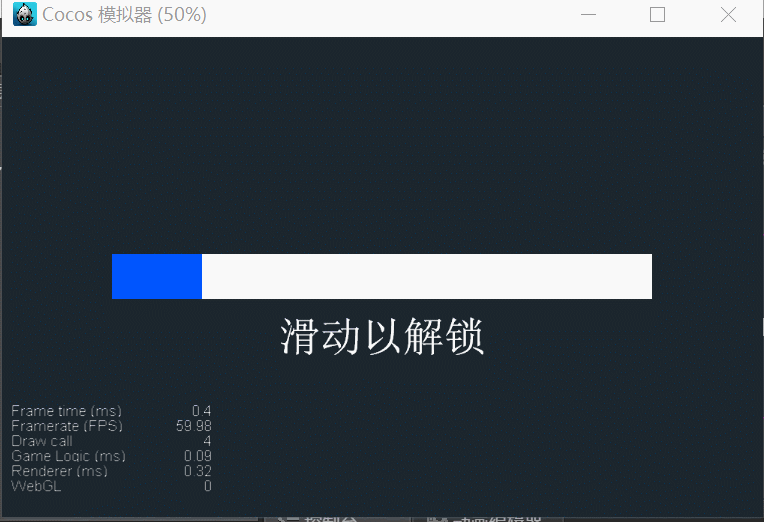 Cocos 模拟器 (50%)
滑动以解锁
Frame time (ms) 0.4
Framerate (FPS) 59.98
Draw call 4
Game Logic (ms) 0.09
Renderer (ms) 0.32
WebGL 0